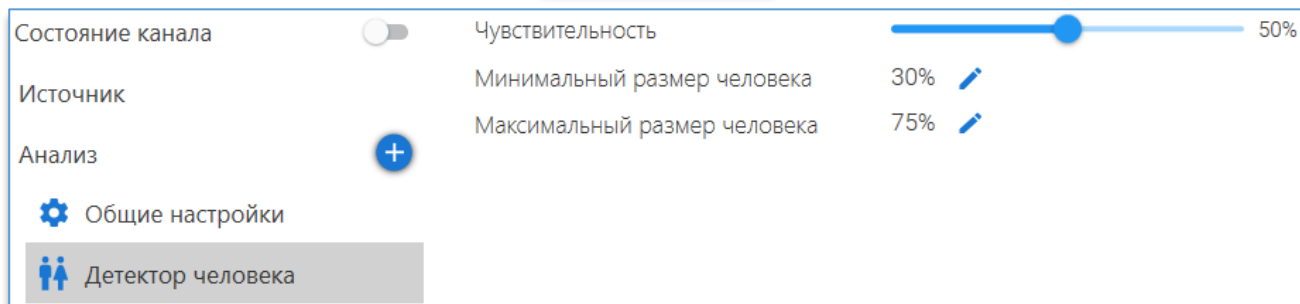 Состояние канала
Чувствительность 50%
Источник
Минимальный размер человека 30%
Максимальный размер человека 75%
Анализ
Общие настройки
Детектор человека